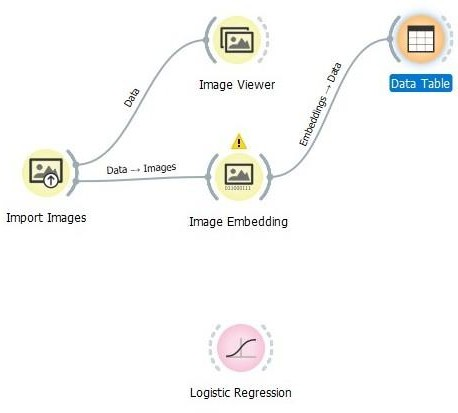 Image Viewer
Data Table
Data
Embeddings → Data
Data → Images
Import Images
Image Embedding
Logistic Regression